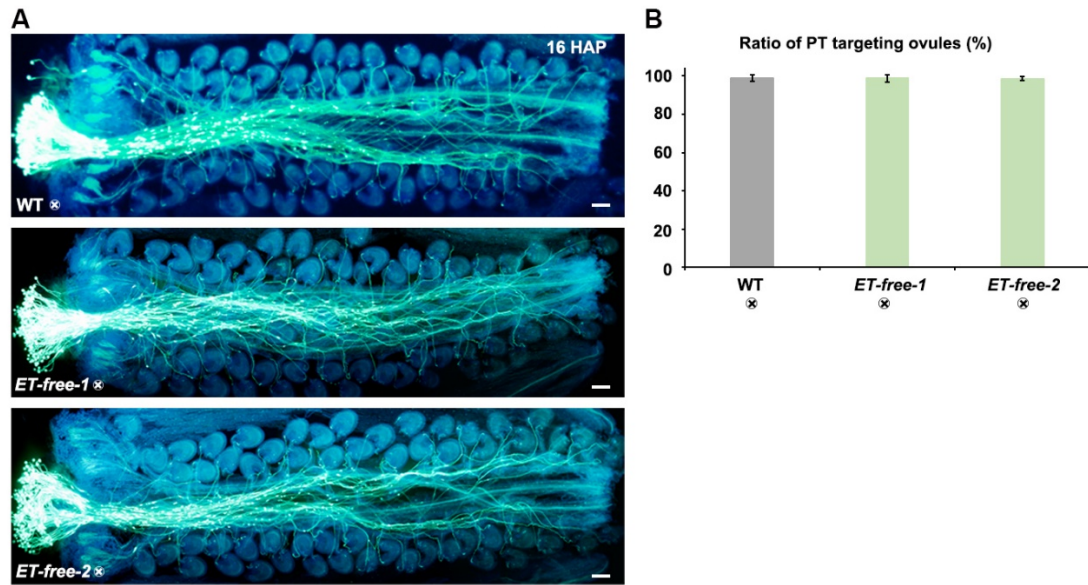 A
16 HAP
WT ⊗
ET-free-1 ⊗
ET-free-2 ⊗
B
Ratio of PT targeting ovules (%)
100
80
60
40
20
0
WT
⊗
ET-free-1
⊗
ET-free-2
⊗